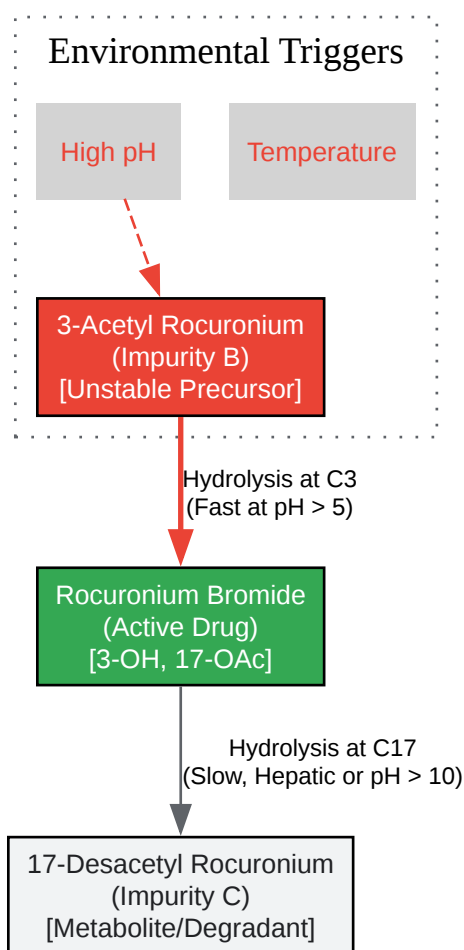 Environmental Triggers
High pH
Temperature
3-Acetyl Rocuronium
(Impurity B)
[Unstable Precursor]
Hydrolysis at C3
(Fast at pH > 5)
Rocuronium Bromide
(Active Drug)
[3-OH, 17-OAc]
Hydrolysis at C17
(Slow, Hepatic or pH > 10)
17-Desacetyl Rocuronium
(Impurity C)
[Metabolite/Degradant]